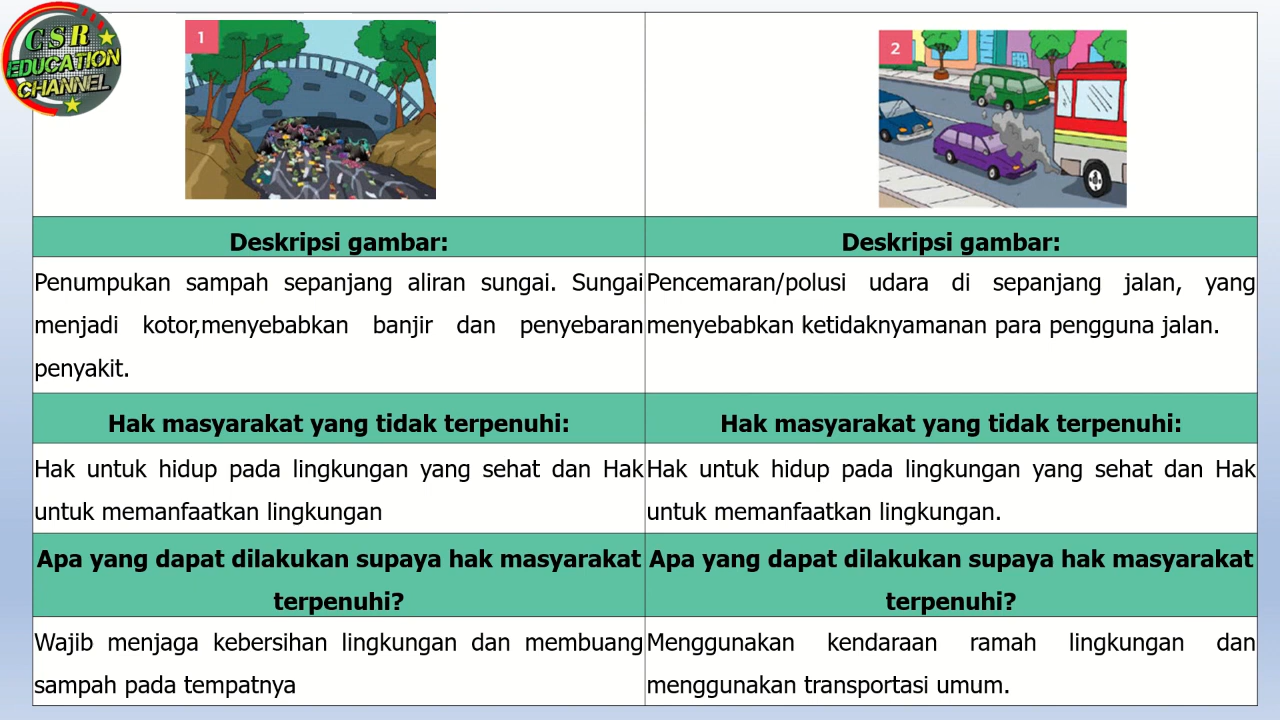 CSR
EDUCATION
CHANNEL
1
2
Deskripsi gambar:
Deskripsi gambar:
Penumpukan sampah sepanjang aliran sungai. Sungai
menjadi kotor,menyebabkan banjir dan penyebaran
penyakit.
Pencemaran/polusi udara di sepanjang jalan, yang
menyebabkan ketidaknyamanan para pengguna jalan.
Hak masyarakat yang tidak terpenuhi:
Hak masyarakat yang tidak terpenuhi:
Hak untuk hidup pada lingkungan yang sehat dan Hak
untuk memanfaatkan lingkungan
Hak untuk hidup pada lingkungan yang sehat dan Hak
untuk memanfaatkan lingkungan.
Apa yang dapat dilakukan supaya hak masyarakat
terpenuhi?
Apa yang dapat dilakukan supaya hak masyarakat
terpenuhi?
Wajib menjaga kebersihan lingkungan dan membuang
sampah pada tempatnya
Menggunakan kendaraan ramah lingkungan dan
menggunakan transportasi umum.